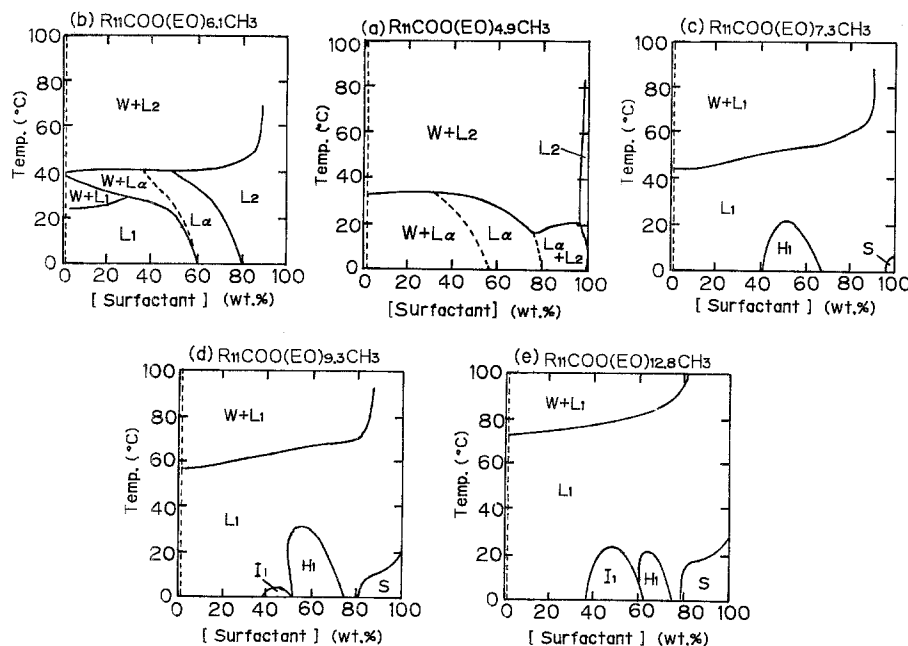 (b) R11COO(EO)6.1CH3
100
80
60
40
20
0
Temp. (°C)
W+L2
W+Lα
W+L1
L1
Lα
L2
0 20 40 60 80 100
[ Surfactant ] (wt.%)
(a) R11COO(EO)4.9CH3
100
80
60
40
20
0
Temp. (°C)
W+L2
L2
W+Lα
Lα
Lα
+L2
0 20 40 60 80 100
[Surfactant] (wt.%)
(c) R11COO(EO)7.3CH3
100
80
60
40
20
0
Temp. (°C)
W+L1
L1
H1
S
0 20 40 60 80 100
[ Surfactant ] (wt.%)
(d) R11COO(EO)9.3CH3
100
80
60
40
20
0
Temp. (°C)
W+L1
L1
I1
H1
S
0 20 40 60 80 100
[ Surfactant ] (wt.%)
(e) R11COO(EO)12.8CH3
100
80
60
40
20
0
Temp. (°C)
W+L1
L1
I1
H1
S
0 20 40 60 80 100
[ Surfactant ] (wt.%)